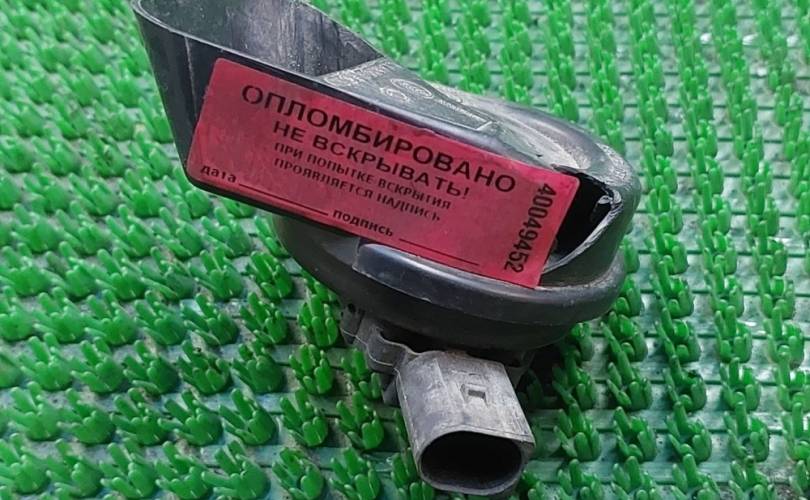 ОПЛОМБИРОВАНО
НЕ ВСКРЫВАТЬ!
ПРИ ПОПЫТКЕ ВСКРЫТИЯ
ПРОЯВЛЯЕТСЯ НАДПИСЬ
дата
подпись
40049452